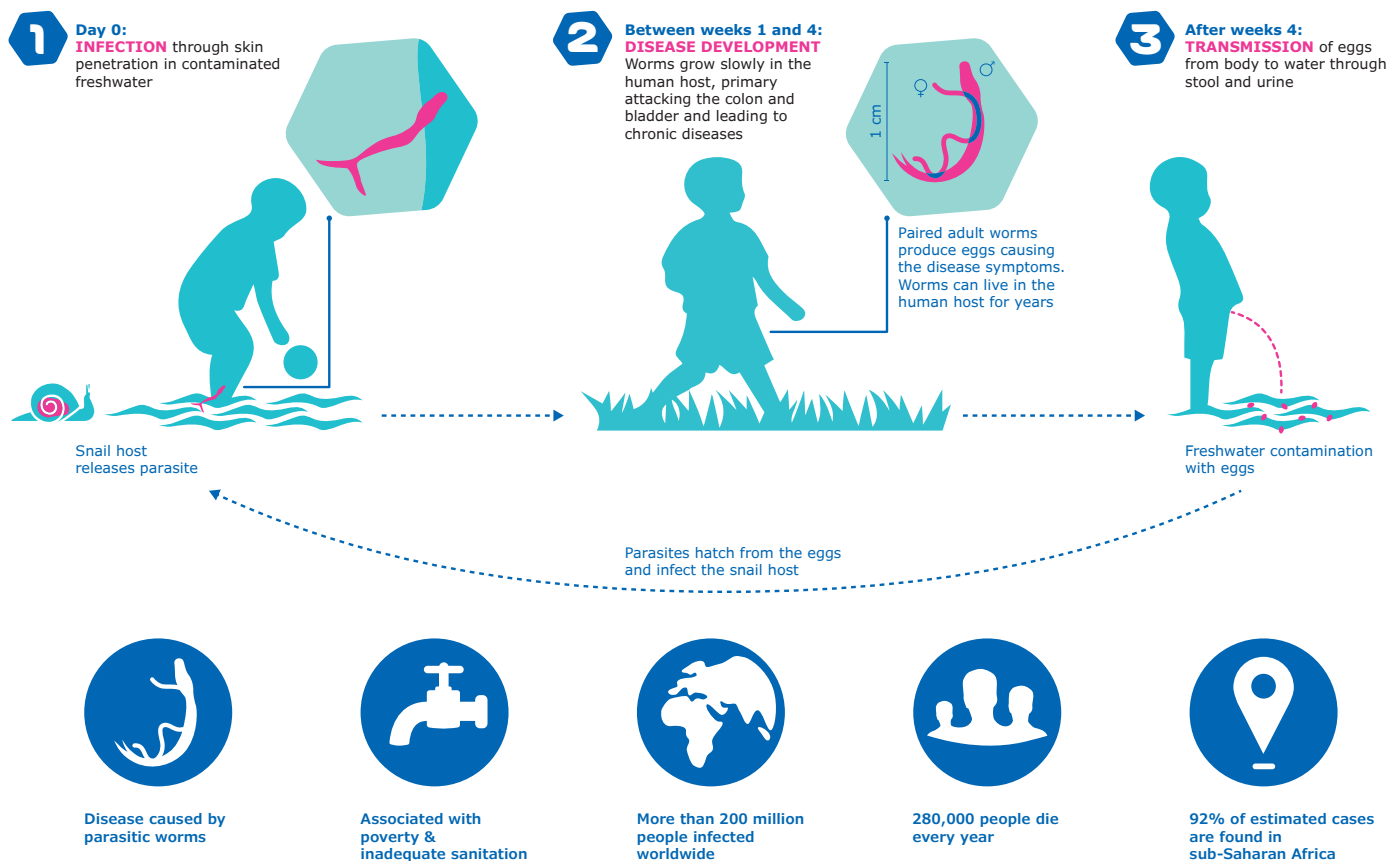 1
Day 0:
INFECTION through skin
penetration in contaminated
freshwater
2
Between weeks 1 and 4:
DISEASE DEVELOPMENT
Worms grow slowly in the
human host, primary
attacking the colon and
bladder and leading to
chronic diseases
1 cm
♀
♂
Paired adult worms
produce eggs causing
the disease symptoms.
Worms can live in the
human host for years
3
After weeks 4:
TRANSMISSION of eggs
from body to water through
stool and urine
Snail host
releases parasite
Freshwater contamination
with eggs
Parasites hatch from the eggs
and infect the snail host
Disease caused by
parasitic worms
Associated with
poverty &
inadequate sanitation
More than 200 million
people infected
worldwide
280,000 people die
every year
92% of estimated cases
are found in
sub-Saharan Africa